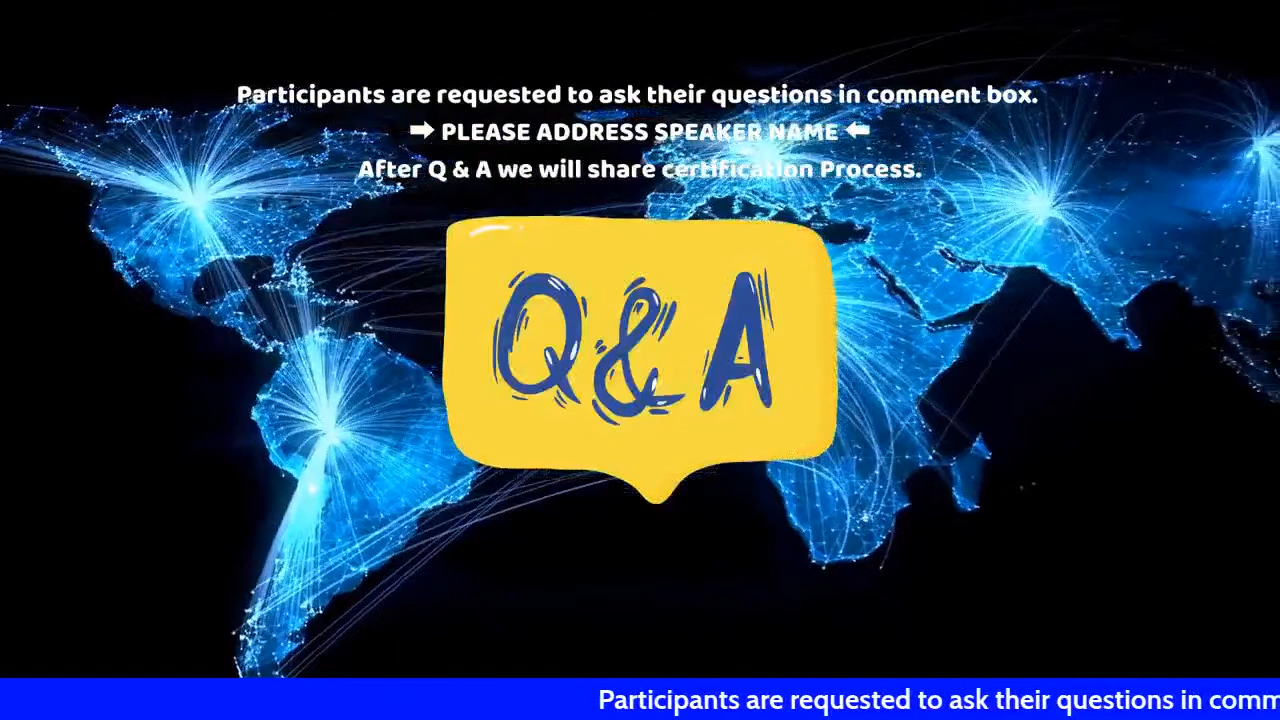 Participants are requested to ask their questions in comment box.
➡ PLEASE ADDRESS SPEAKER NAME ⬅
After Q & A we will share certification Process.
Q & A
Participants are requested to ask their questions in comm